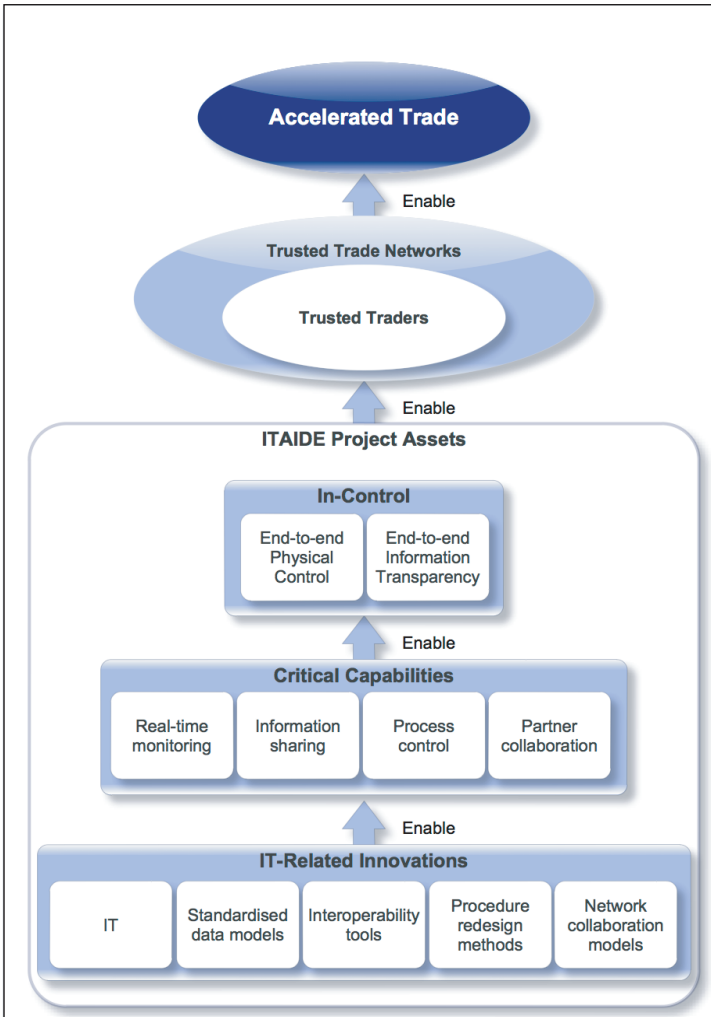 Accelerated Trade
Enable
Trusted Trade Networks
Trusted Traders
Enable
ITAIDE Project Assets
In-Control
End-to-end
Physical
Control
End-to-end
Information
Transparency
Enable
Critical Capabilities
Real-time
monitoring
Information
sharing
Process
control
Partner
collaboration
Enable
IT-Related Innovations
IT
Standardised
data models
Interoperability
tools
Procedure
redesign
methods
Network
collaboration
models